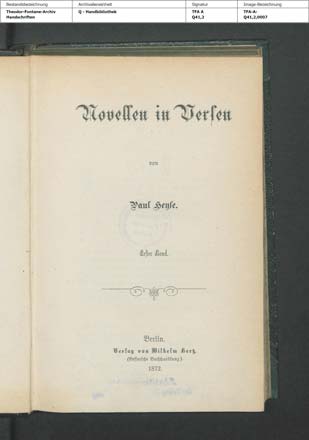 Bestandsbezeichnung Archivalieneinheit Signatur Image-Bezeichnung
Theodor-Fontane-Archiv Q - Handbibliothek TFA A TFA-A:
Handschriften Q41,2 Q41,2,0007
Novellen in Versen
von
Paul Heyse.
Erster Band.
Berlin.
Verlag von Wilhelm Hertz.
(Bessersche Buchhandlung.)
1872.